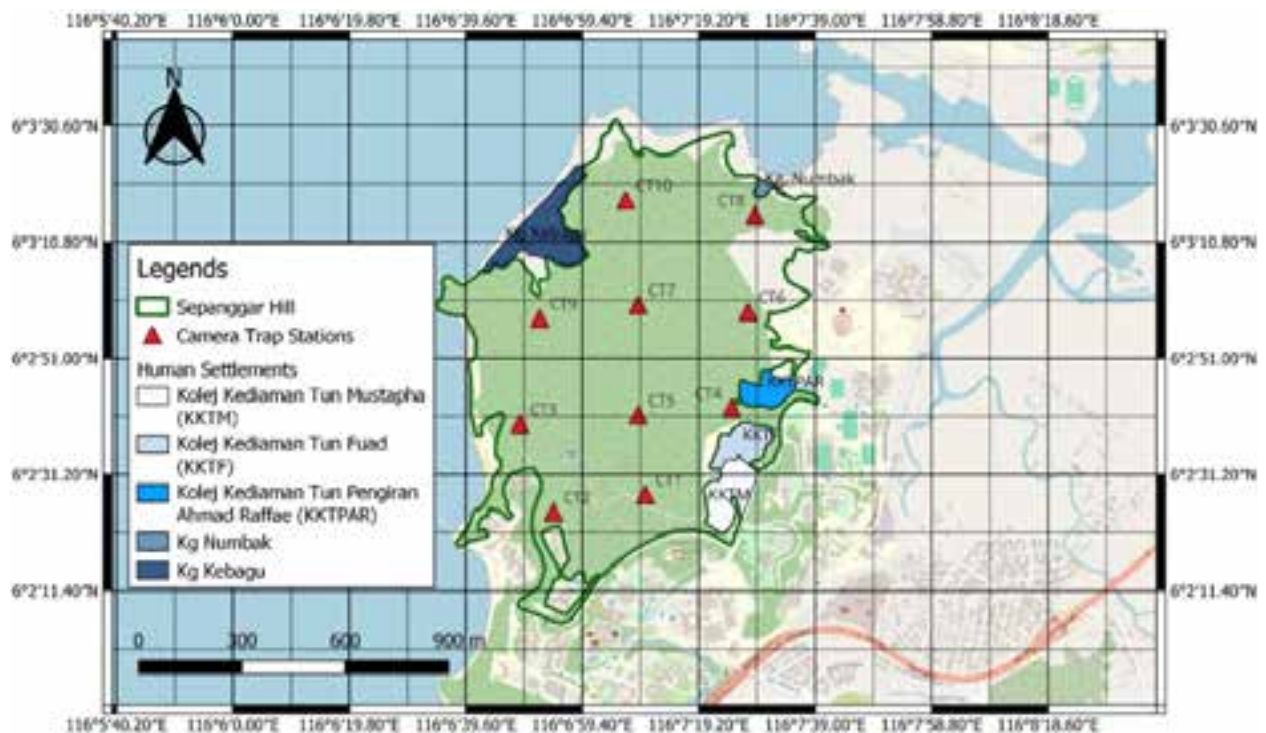 116°5'40.20"E 116°6'0.00"E 116°6'19.80"E 116°6'39.60"E 116°6'59.40"E 116°7'19.20"E 116°7'39.00"E 116°7'58.80"E 116°8'18.60"E
N
6°3'30.60"N 6°3'30.60"N
Kg Numbak
CT10
CT8
6°3'10.80"N 6°3'10.80"N
Legends
Sepanggar Hill
Camera Trap Stations
Human Settlements
Kolej Kediaman Tun Mustapha
(KKTM)
Kolej Kediaman Tun Fuad
(KKTF)
Kolej Kediaman Tun Pengiran
Ahmad Raffae (KKTPAR)
Kg Numbak
Kg Kebagu
CT7
CT6
CT9
6°2'51.00"N 6°2'51.00"N
KKTPAR
CT4
CT5
CT3
6°2'31.20"N 6°2'31.20"N
KKTM
CT2
6°2'11.40"N 6°2'11.40"N
0 300 600 900 m
116°5'40.20"E 116°6'0.00"E 116°6'19.80"E 116°6'39.60"E 116°6'59.40"E 116°7'19.20"E 116°7'39.00"E 116°7'58.80"E 116°8'18.60"E